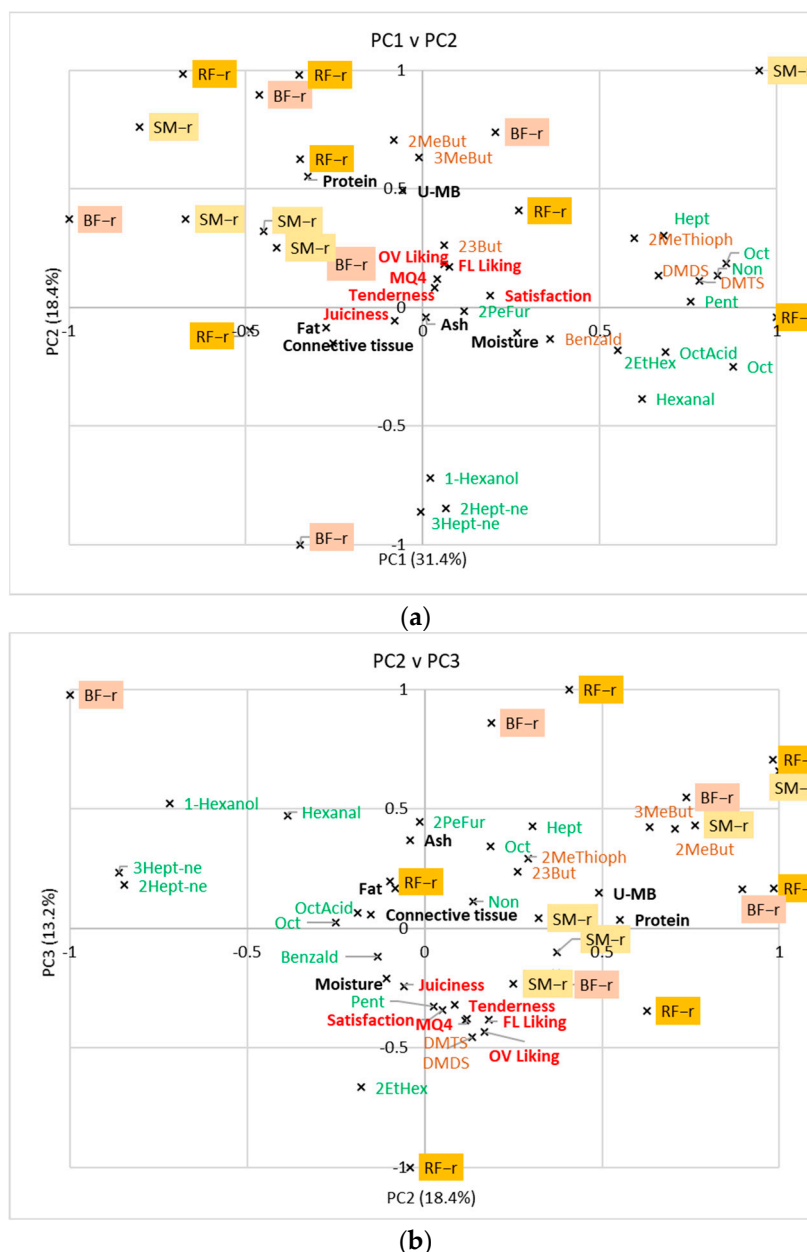 PC1 v PC2
1
RF–r
RF–r
SM–r
BF–r
SM–r
2MeBut
BF–r
3MeBut
RF–r
Protein
0.5
U-MB
RF–r
BF–r
SM–r
SM–r
Hept
2MeThioph
SM–r
23But
Oct
BF–r
OV Liking
FL Liking
Non
DMDS
MQ4
DMTS
Tenderness
Satisfaction
Pent
Juiciness
2PeFur
0
-1
-0.5
0
0.5
1
RF–r
RF–
Fat
Ash
Connective tissue
Moisture
Benzald
2EtHex
OctAcid
Oct
Hexanal
-0.5
1-Hexanol
2Hept-ne
3Hept-ne
BF–r
-1
PC1 (31.4%)
PC2 (18.4%)
(a)
PC2 v PC3
1
BF–r
RF–r
BF–r
RF–
SM–r
BF–r
1-Hexanol
Hexanal
0.5
2PeFur
Hept
3MeBut
SM–r
2MeBut
Ash
Oct
2MeThioph
23But
3Hept-ne
2Hept-ne
Fat
RF–r
U-MB
RF–
BF–r
Non
OctAcid
Connective tissue
SM–r
Protein
Oct
0
-1
-0.5
0
0.5
1
SM–r
Benzald
Moisture
Juiciness
SM–r
BF–r
Pent
Tenderness
Satisfaction
MQ4
FL Liking
RF–r
DMTS
-0.5
DMDS
OV Liking
2EtHex
RF–r
-1
PC2 (18.4%)
PC3 (13.2%)
(b)